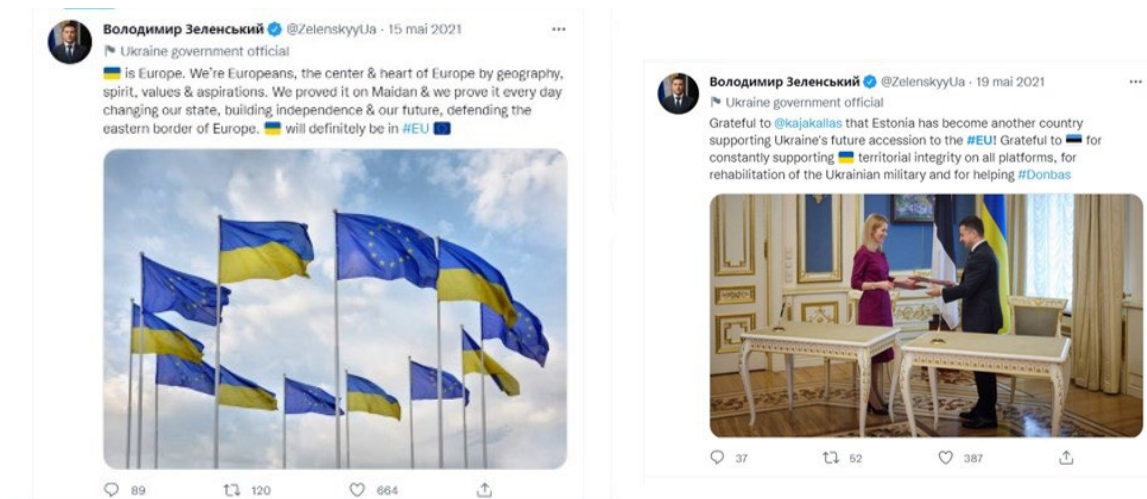 Володимир Зеленський @ZelenskyyUa · 15 mai 2021
Ukraine government official
🇺🇦 is Europe. We're Europeans, the center & heart of Europe by geography,
spirit, values & aspirations. We proved it on Maidan & we prove it every day
changing our state, building independence & our future, defending the
eastern border of Europe. 🇺🇦 will definitely be in #EU 🇪🇺
89 120 664
Володимир Зеленський @ZelenskyyUa · 19 mai 2021
Ukraine government official
Grateful to @kajakallas that Estonia has become another country
supporting Ukraine's future accession to the #EU! Grateful to 🇪🇪 for
constantly supporting 🇺🇦 territorial integrity on all platforms, for
rehabilitation of the Ukrainian military and for helping #Donbas
37 52 387